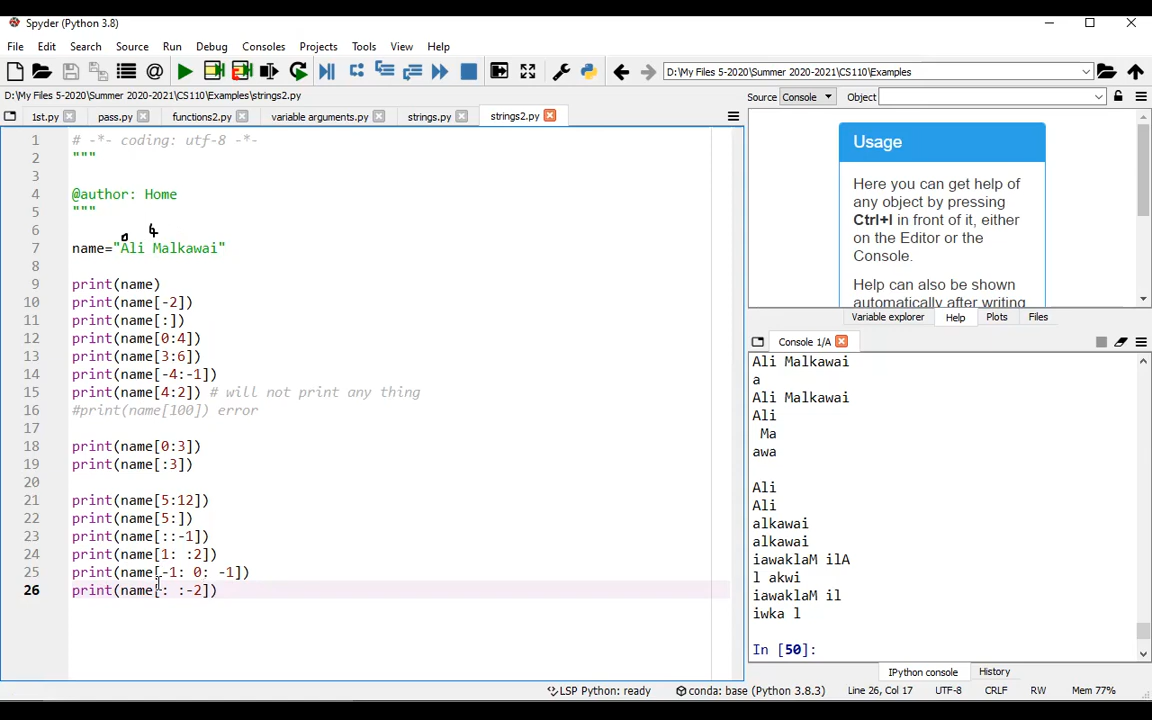 Spyder (Python 3.8)
File Edit Search Source Run Debug Consoles Projects Tools View Help
D:\My Files 5-2020\Summer 2020-2021\CS110\Examples
D:\My Files 5-2020\Summer 2020-2021\CS110\Examples\strings2.py
Source Console Object
1st.py pass.py functions2.py variable arguments.py strings.py strings2.py
1 # -*- coding: utf-8 -*-
2 """
3
4 @author: Home
5 """
6
0 4
7 name="Ali Malkawai"
8
9 print(name)
10 print(name[-2])
11 print(name[:])
12 print(name[0:4])
13 print(name[3:6])
14 print(name[-4:-1])
15 print(name[4:2]) # will not print any thing
16 #print(name[100]) error
17
18 print(name[0:3])
19 print(name[:3])
20
21 print(name[5:12])
22 print(name[5:])
23 print(name[::-1])
24 print(name[1: :2])
25 print(name[-1: 0: -1])
26 print(name[: :-2])
Usage
Here you can get help of
any object by pressing
Ctrl+I in front of it, either
on the Editor or the
Console.
Help can also be shown
automatically after writing
Variable explorer Help Plots Files
Console 1/A
Ali Malkawai
a
Ali Malkawai
Ali
Ma
awa
Ali
Ali
alkawai
alkawai
iawaklaM ilA
l akwi
iawaklaM il
iwka l
In [50]:
IPython console History
LSP Python: ready conda: base (Python 3.8.3) Line 26, Col 17 UTF-8 CRLF RW Mem 77%